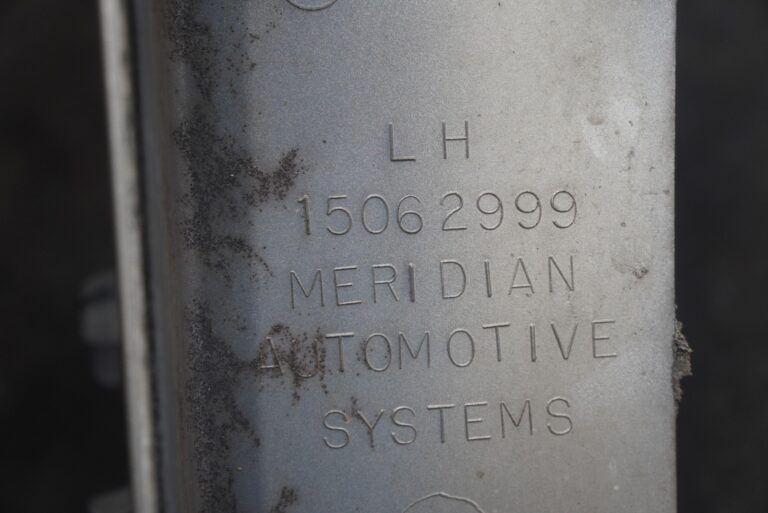 LH
15062999
MERIDIAN
AUTOMOTIVE
SYSTEMS